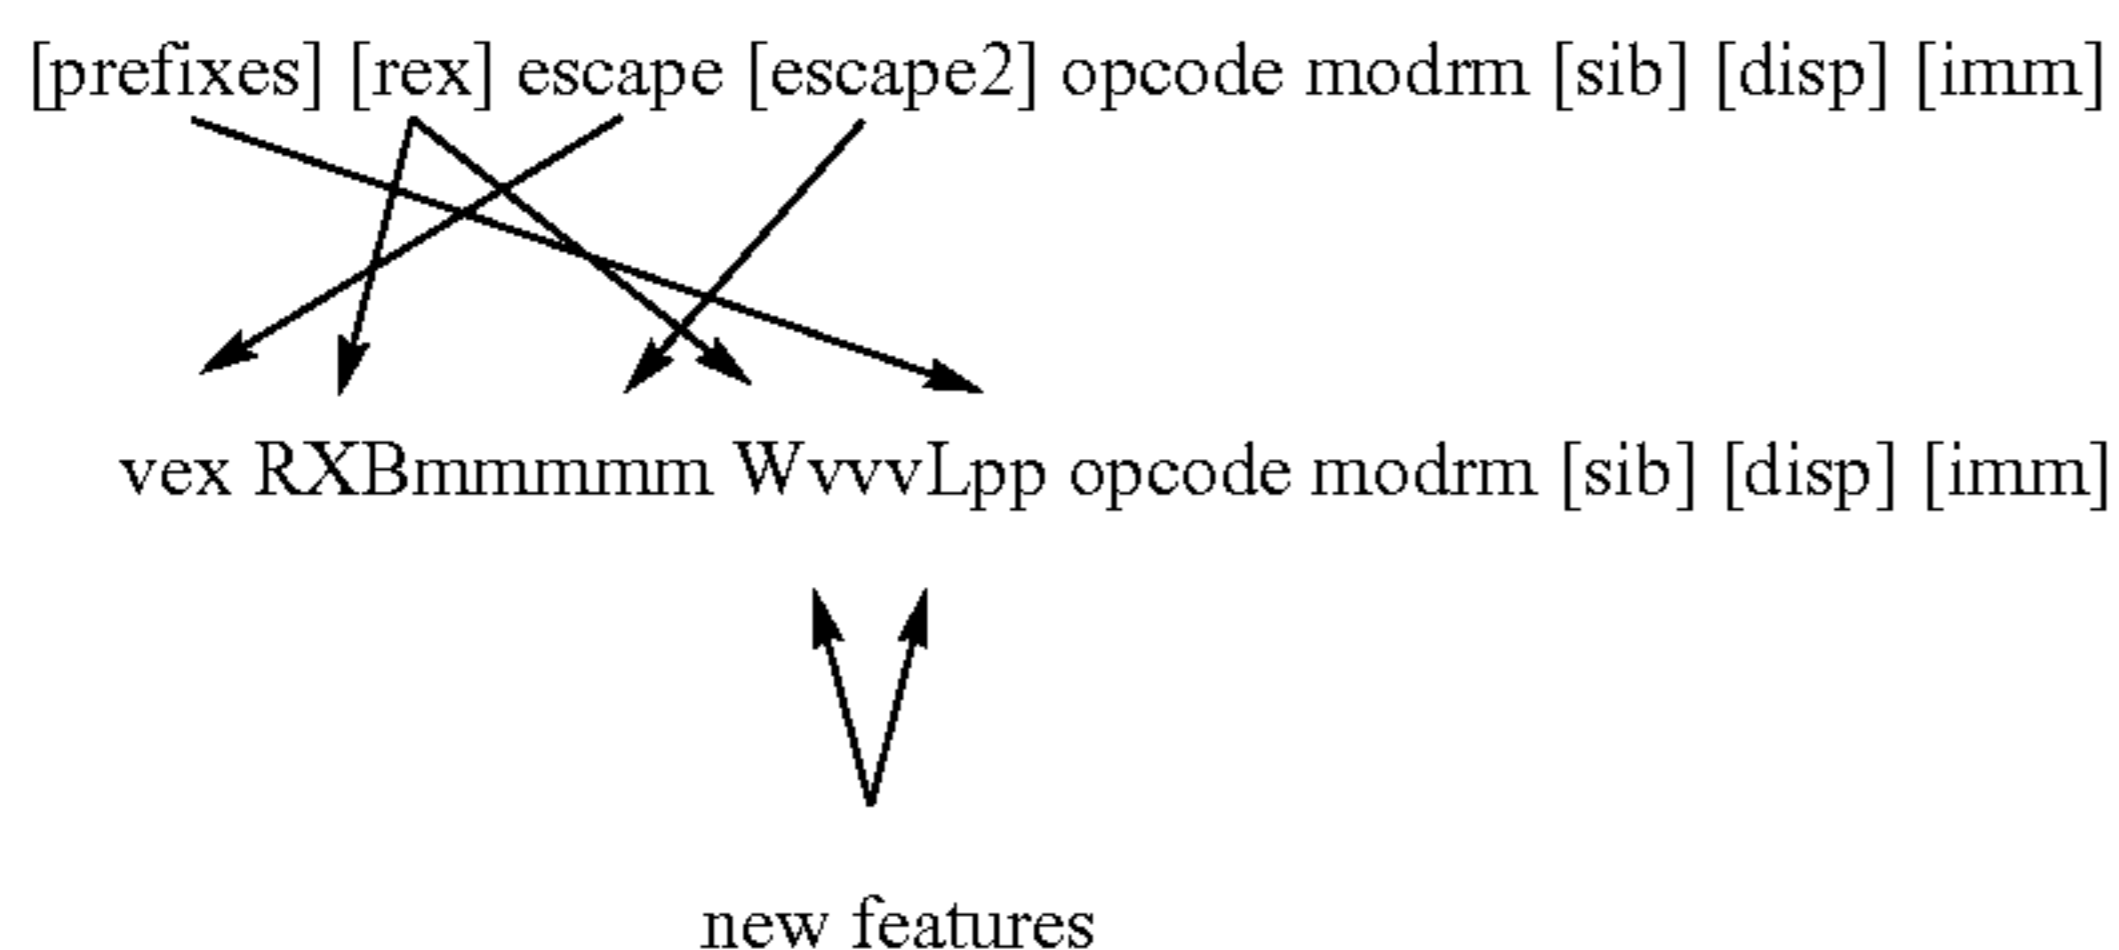 [prefixes] [rex] escape [escape2] opcode modrm [sib] [disp] [imm]
vex RXBmmmmm WvvvLpp opcode modrm [sib] [disp] [imm]
new features